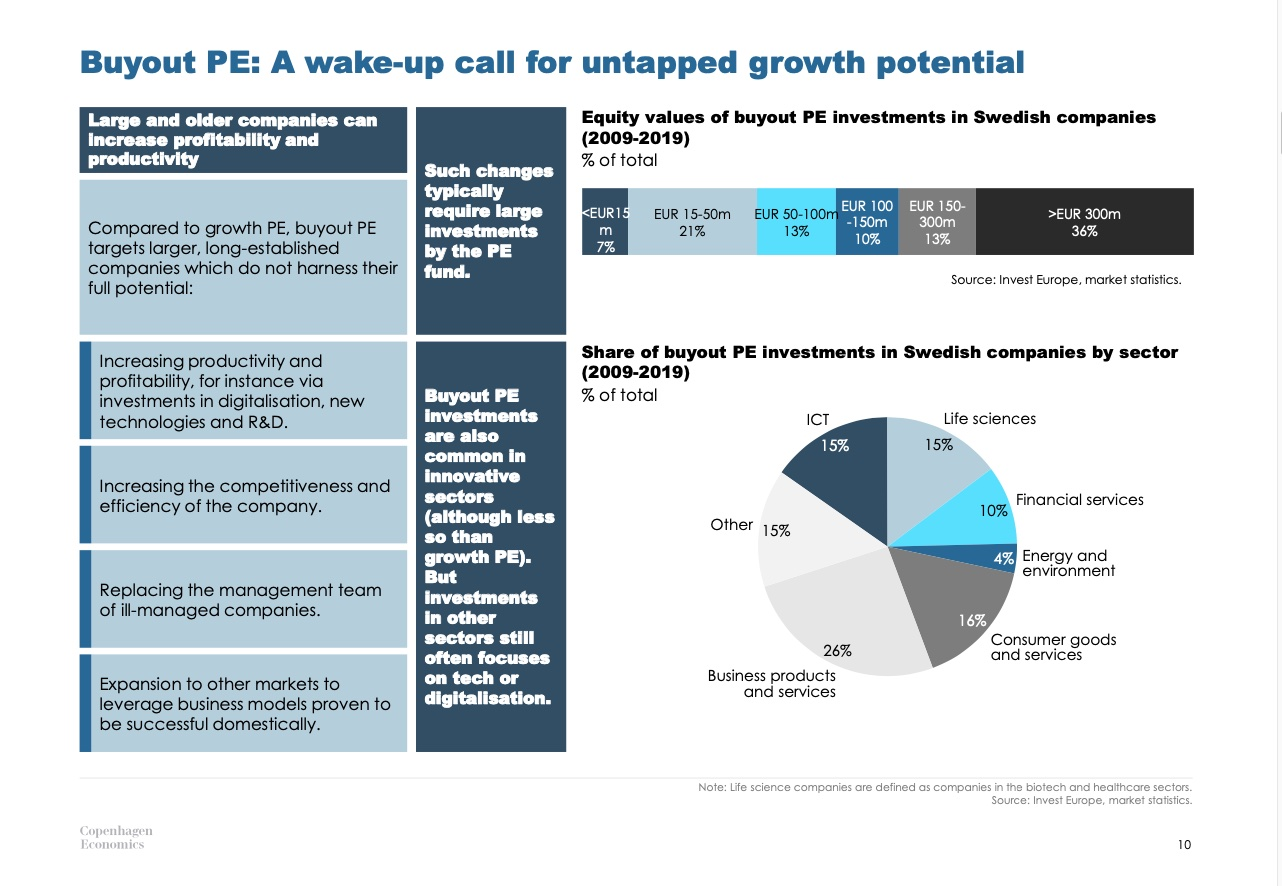 Buyout PE: A wake-up call for untapped growth potential
Large and older companies can
increase profitability and
productivity
Compared to growth PE, buyout PE
targets larger, long-established
companies which do not harness their
full potential:
Increasing productivity and
profitability, for instance via
investments in digitalisation, new
technologies and R&D.
Increasing the competitiveness and
efficiency of the company.
Replacing the management team
of ill-managed companies.
Expansion to other markets to
leverage business models proven to
be successful domestically.
Such changes
typically
require large
investments
by the PE
fund.
Buyout PE
investments
are also
common in
innovative
sectors
(although less
so than
growth PE).
But
investments
in other
sectors still
often focuses
on tech or
digitalisation.
Equity values of buyout PE investments in Swedish companies
(2009-2019)
% of total
<EUR15
m
7%
EUR 15-50m
21%
EUR 50-100m
13%
EUR 100
-150m
10%
EUR 150-
300m
13%
>EUR 300m
36%
Source: Invest Europe, market statistics.
Share of buyout PE investments in Swedish companies by sector
(2009-2019)
% of total
ICT
15%
Life sciences
15%
Financial services
10%
Energy and
environment
4%
Consumer goods
and services
16%
Business products
and services
26%
Other
15%
Note: Life science companies are defined as companies in the biotech and healthcare sectors.
Source: Invest Europe, market statistics.
Copenhagen
Economics
10